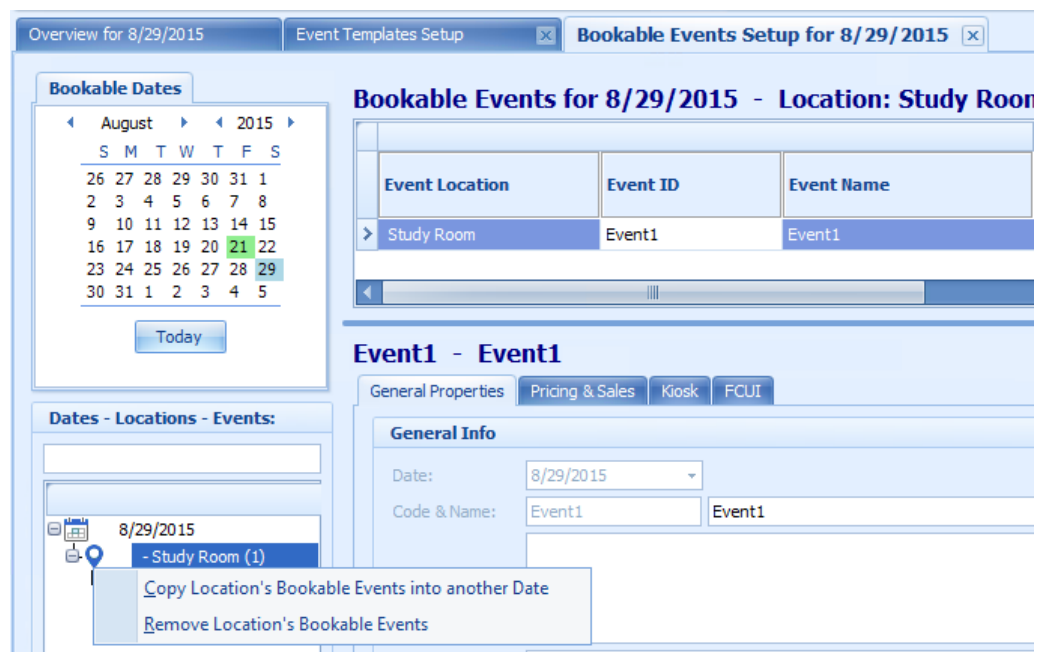 Overview for 8/29/2015
Event Templates Setup
Bookable Events Setup for 8/29/2015
Bookable Dates
August 2015
S M T W T F S
26 27 28 29 30 31 1
2 3 4 5 6 7 8
9 10 11 12 13 14 15
16 17 18 19 20 21 22
23 24 25 26 27 28 29
30 31 1 2 3 4 5
Today
Bookable Events for 8/29/2015 - Location: Study Room
Event Location Event ID Event Name
Study Room Event1 Event1
Event1 - Event1
General Properties Pricing & Sales Kiosk FCUI
General Info
Date: 8/29/2015
Code & Name: Event1 Event1
Dates - Locations - Events:
8/29/2015
- Study Room (1)
Copy Location's Bookable Events into another Date
Remove Location's Bookable Events